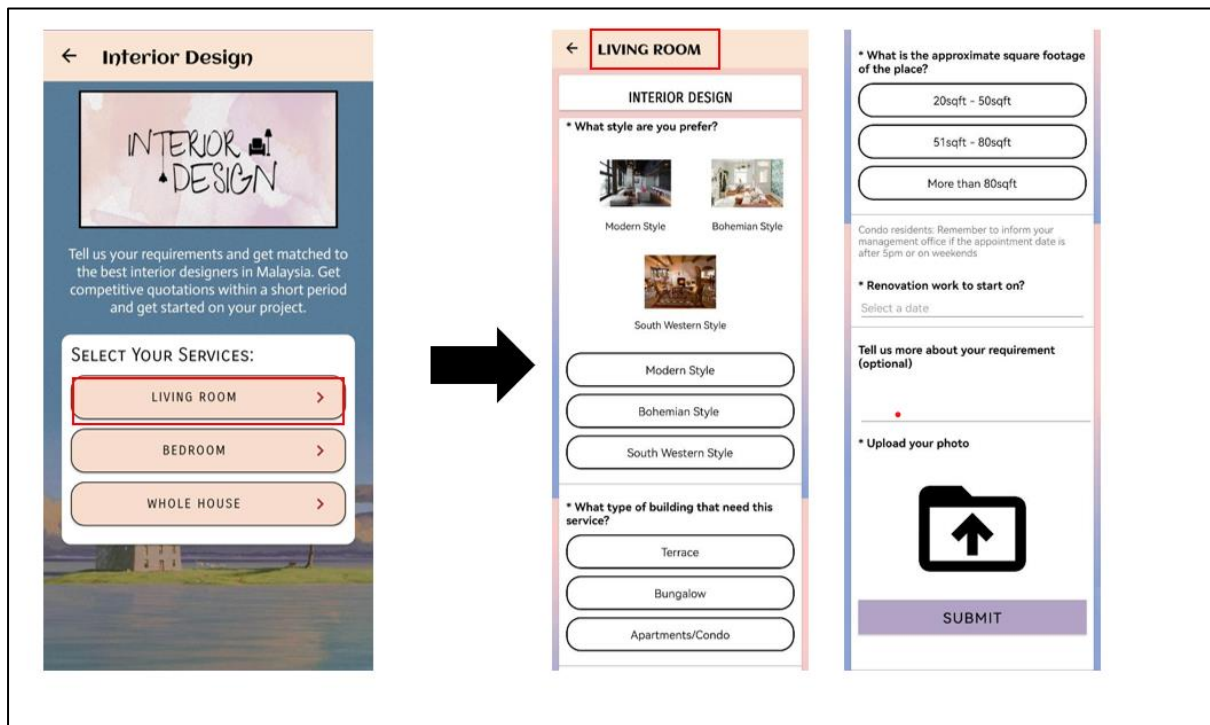 Interior Design
INTERIOR
DESIGN
Tell us your requirements and get matched to
the best interior designers in Malaysia. Get
competitive quotations within a short period
and get started on your project.
SELECT YOUR SERVICES:
LIVING ROOM
BEDROOM
WHOLE HOUSE
LIVING ROOM
INTERIOR DESIGN
* What style are you prefer?
Modern Style
Bohemian Style
South Western Style
Modern Style
Bohemian Style
South Western Style
* What type of building that need this
service?
Terrace
Bungalow
Apartments/Condo
* What is the approximate square footage
of the place?
20sqft - 50sqft
51sqft - 80sqft
More than 80sqft
Condo residents: Remember to inform your
management office if the appointment date is
after 5pm or on weekends
* Renovation work to start on?
Select a date
Tell us more about your requirement
(optional)
* Upload your photo
SUBMIT